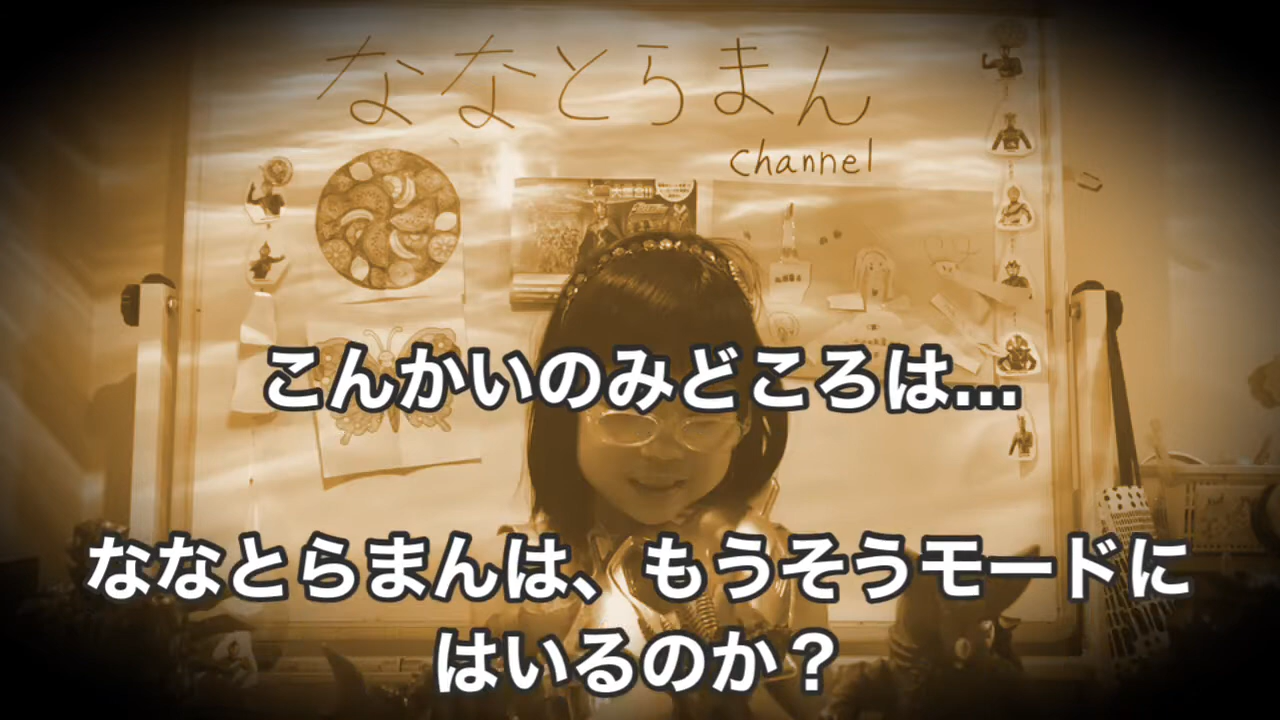 ななとらまん
channel
こんかいのみどころは...
ななとらまんは、もうそうモードに
はいるのか？